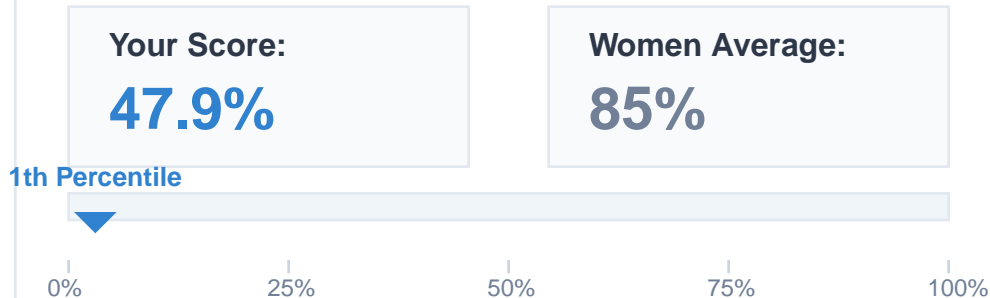 Your Score:
47.9%
Women Average:
85%
1th Percentile
0% 25% 50% 75% 100%